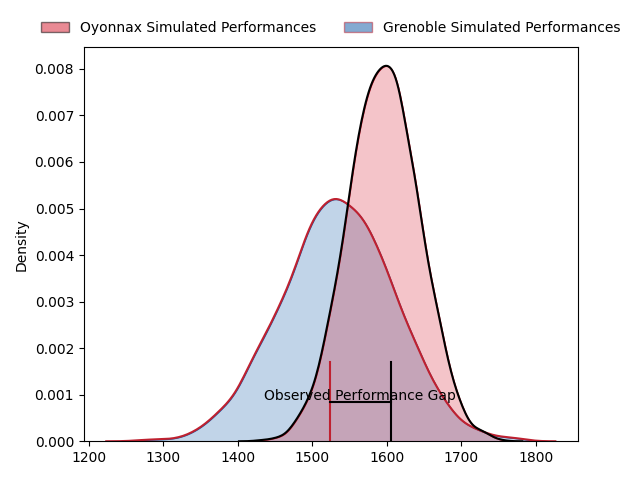 Oyonnax Simulated Performances
Grenoble Simulated Performances
0.008
0.007
0.006
0.005
0.004
0.003
0.002
0.001
0.000
Density
Observed Performance Gap
1200 1300 1400 1500 1600 1700 1800